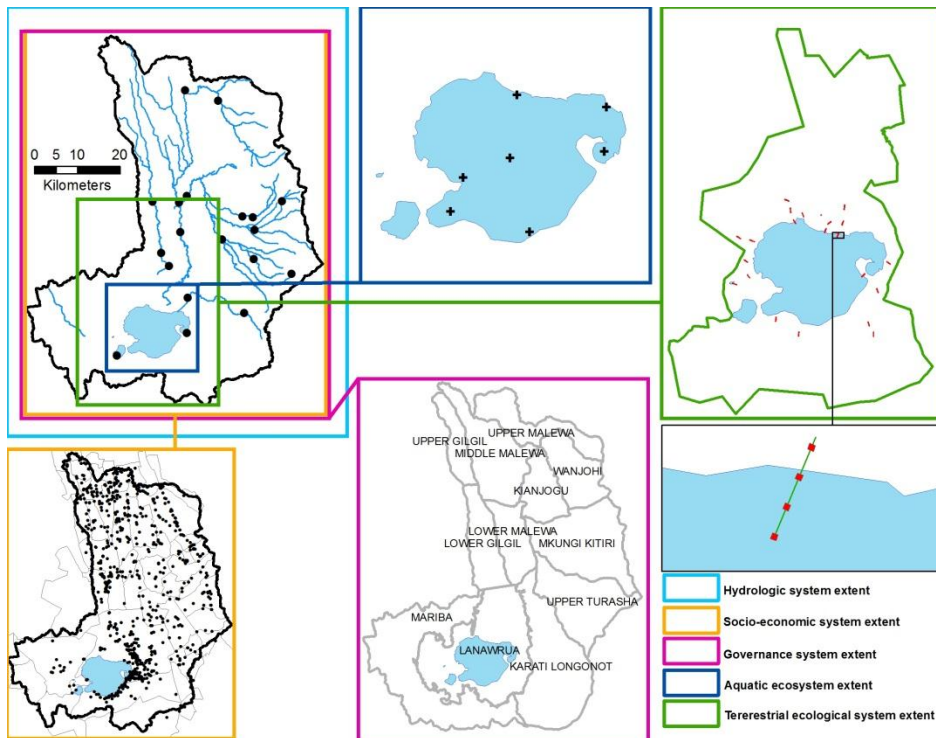 0 5 10 20
Kilometers
UPPER GILGIL
UPPER MALEWA
MIDDLE MALEWA
WANJOHI
KIANJOGU
LOWER MALEWA
LOWER GILGIL
MKUNGI KITIRI
UPPER TURASHA
MARIBA
LANAWRUA
KARATI LONGONOT
Hydrologic system extent
Socio-economic system extent
Governance system extent
Aquatic ecosystem extent
Tererestrial ecological system extent